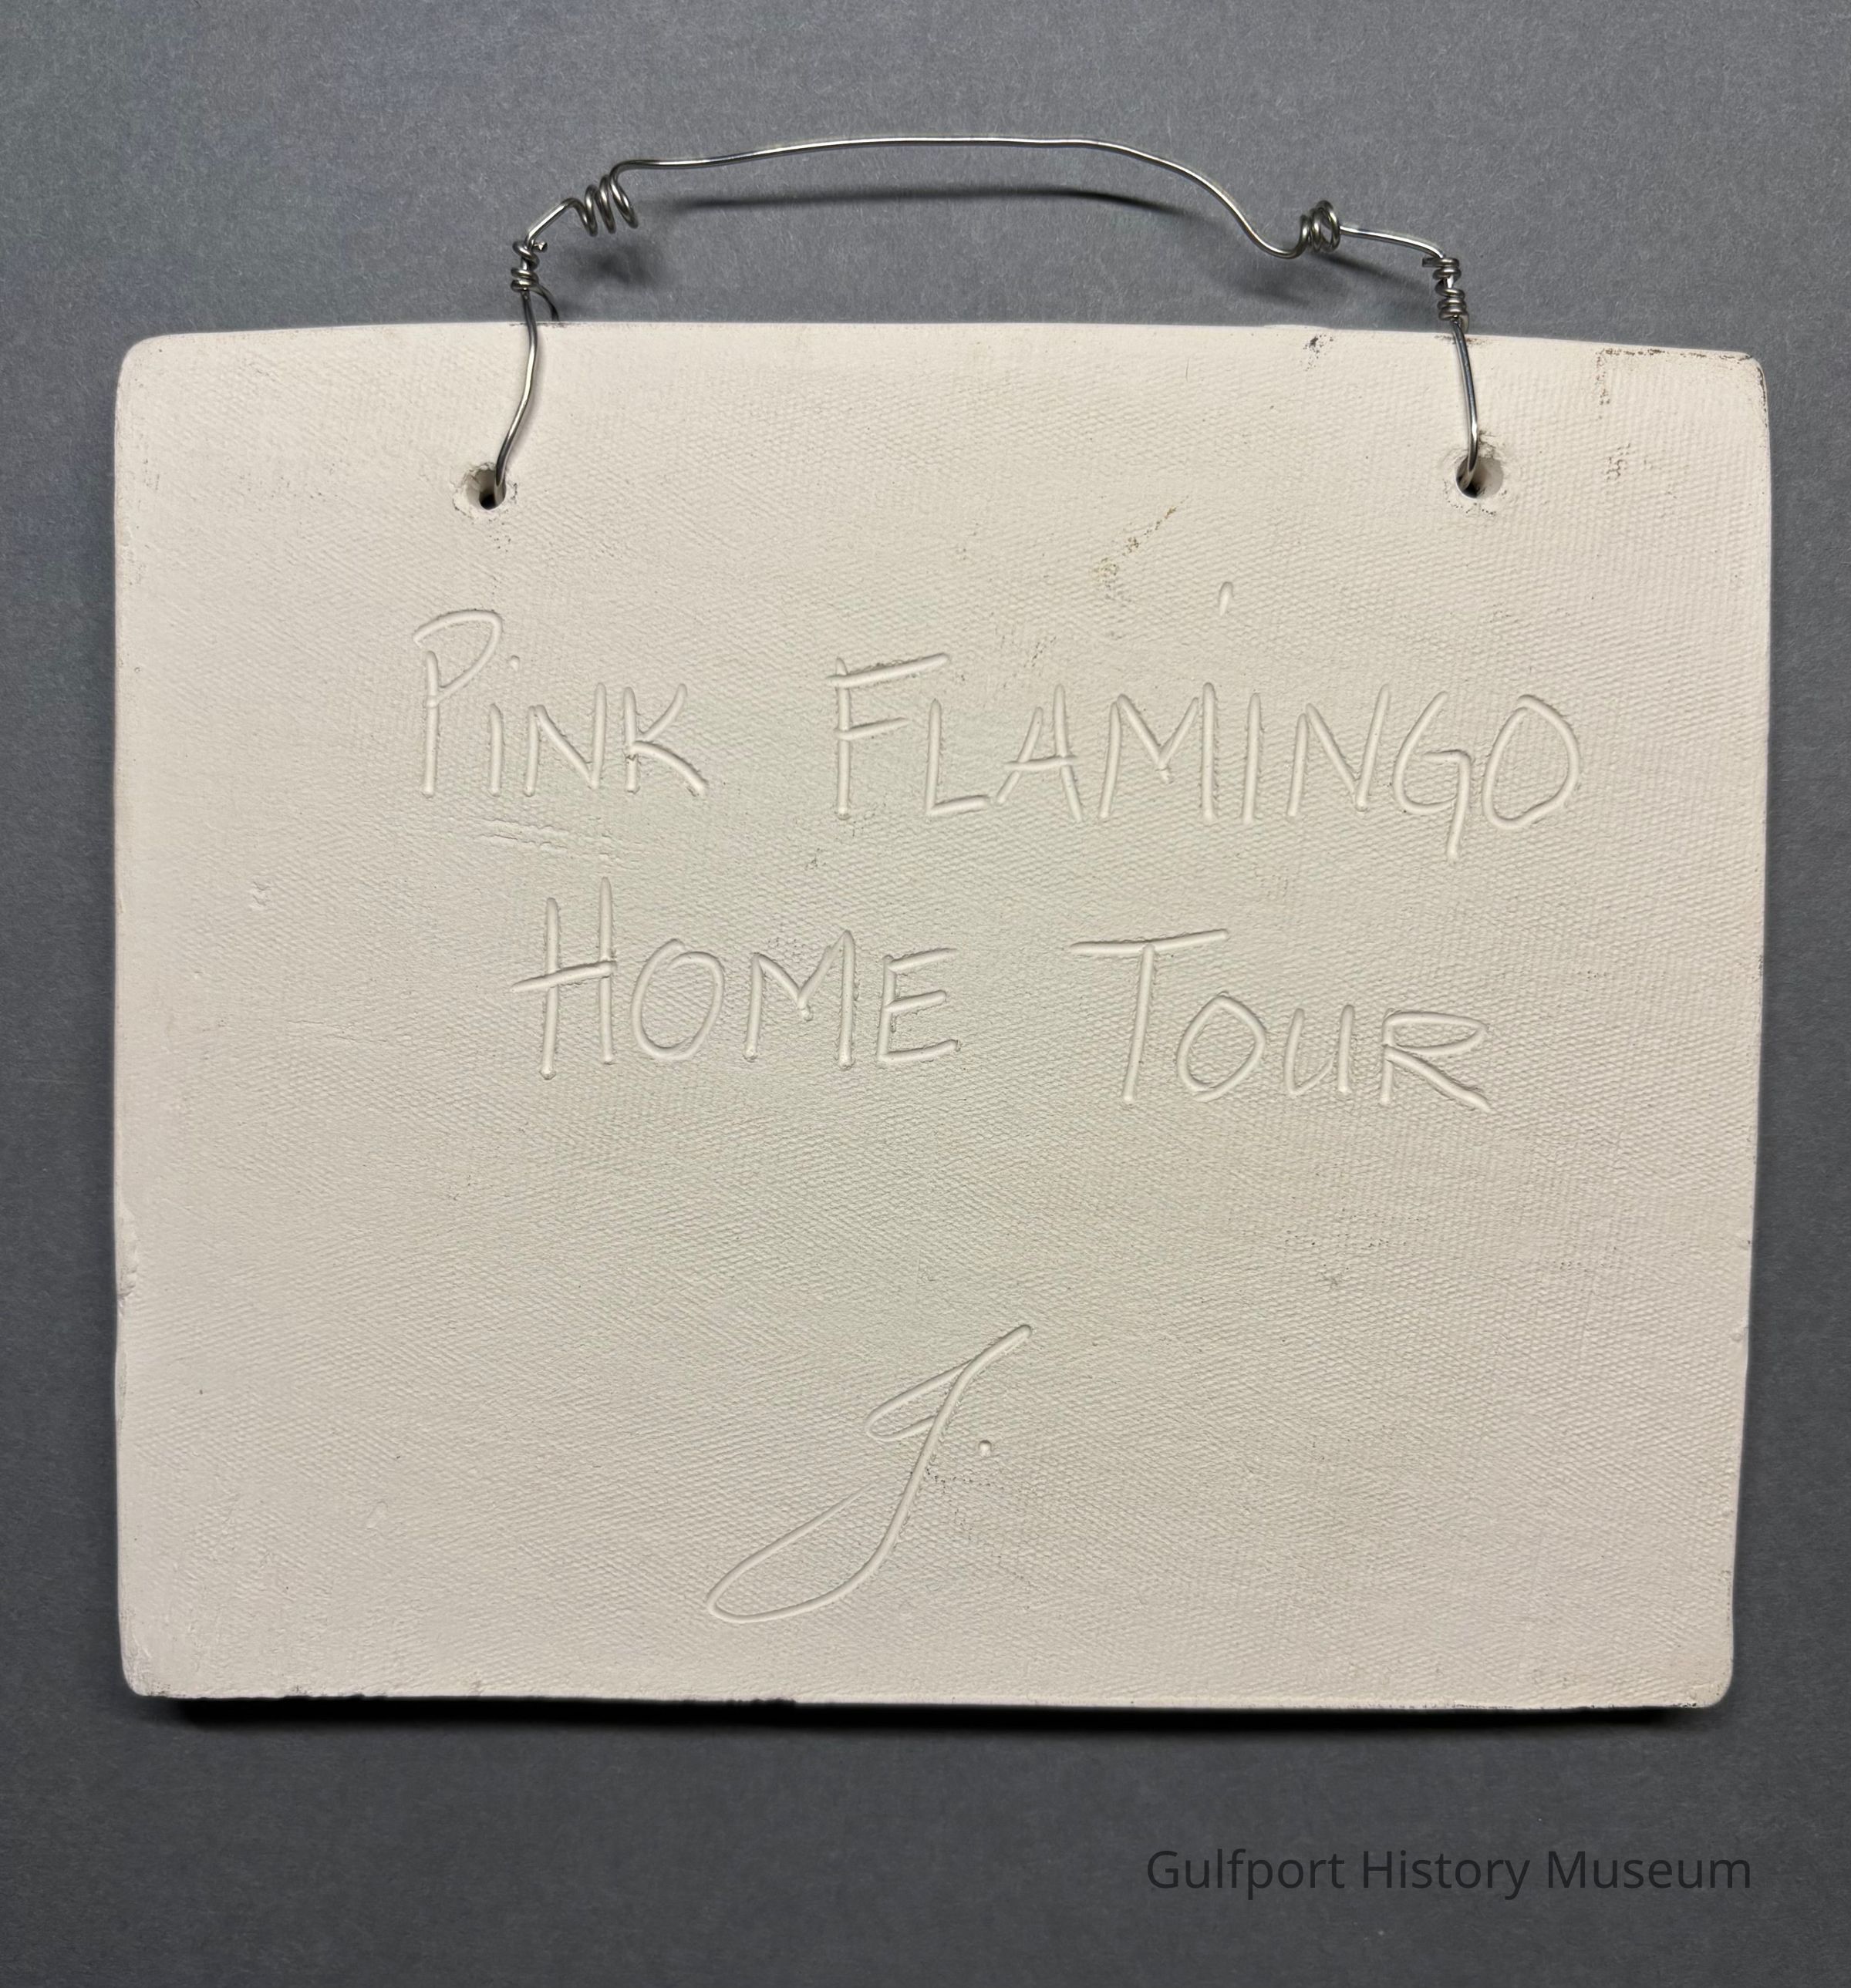 PiNK FLAMINGO
HOME TOUR
J.
Gulfport History Museum